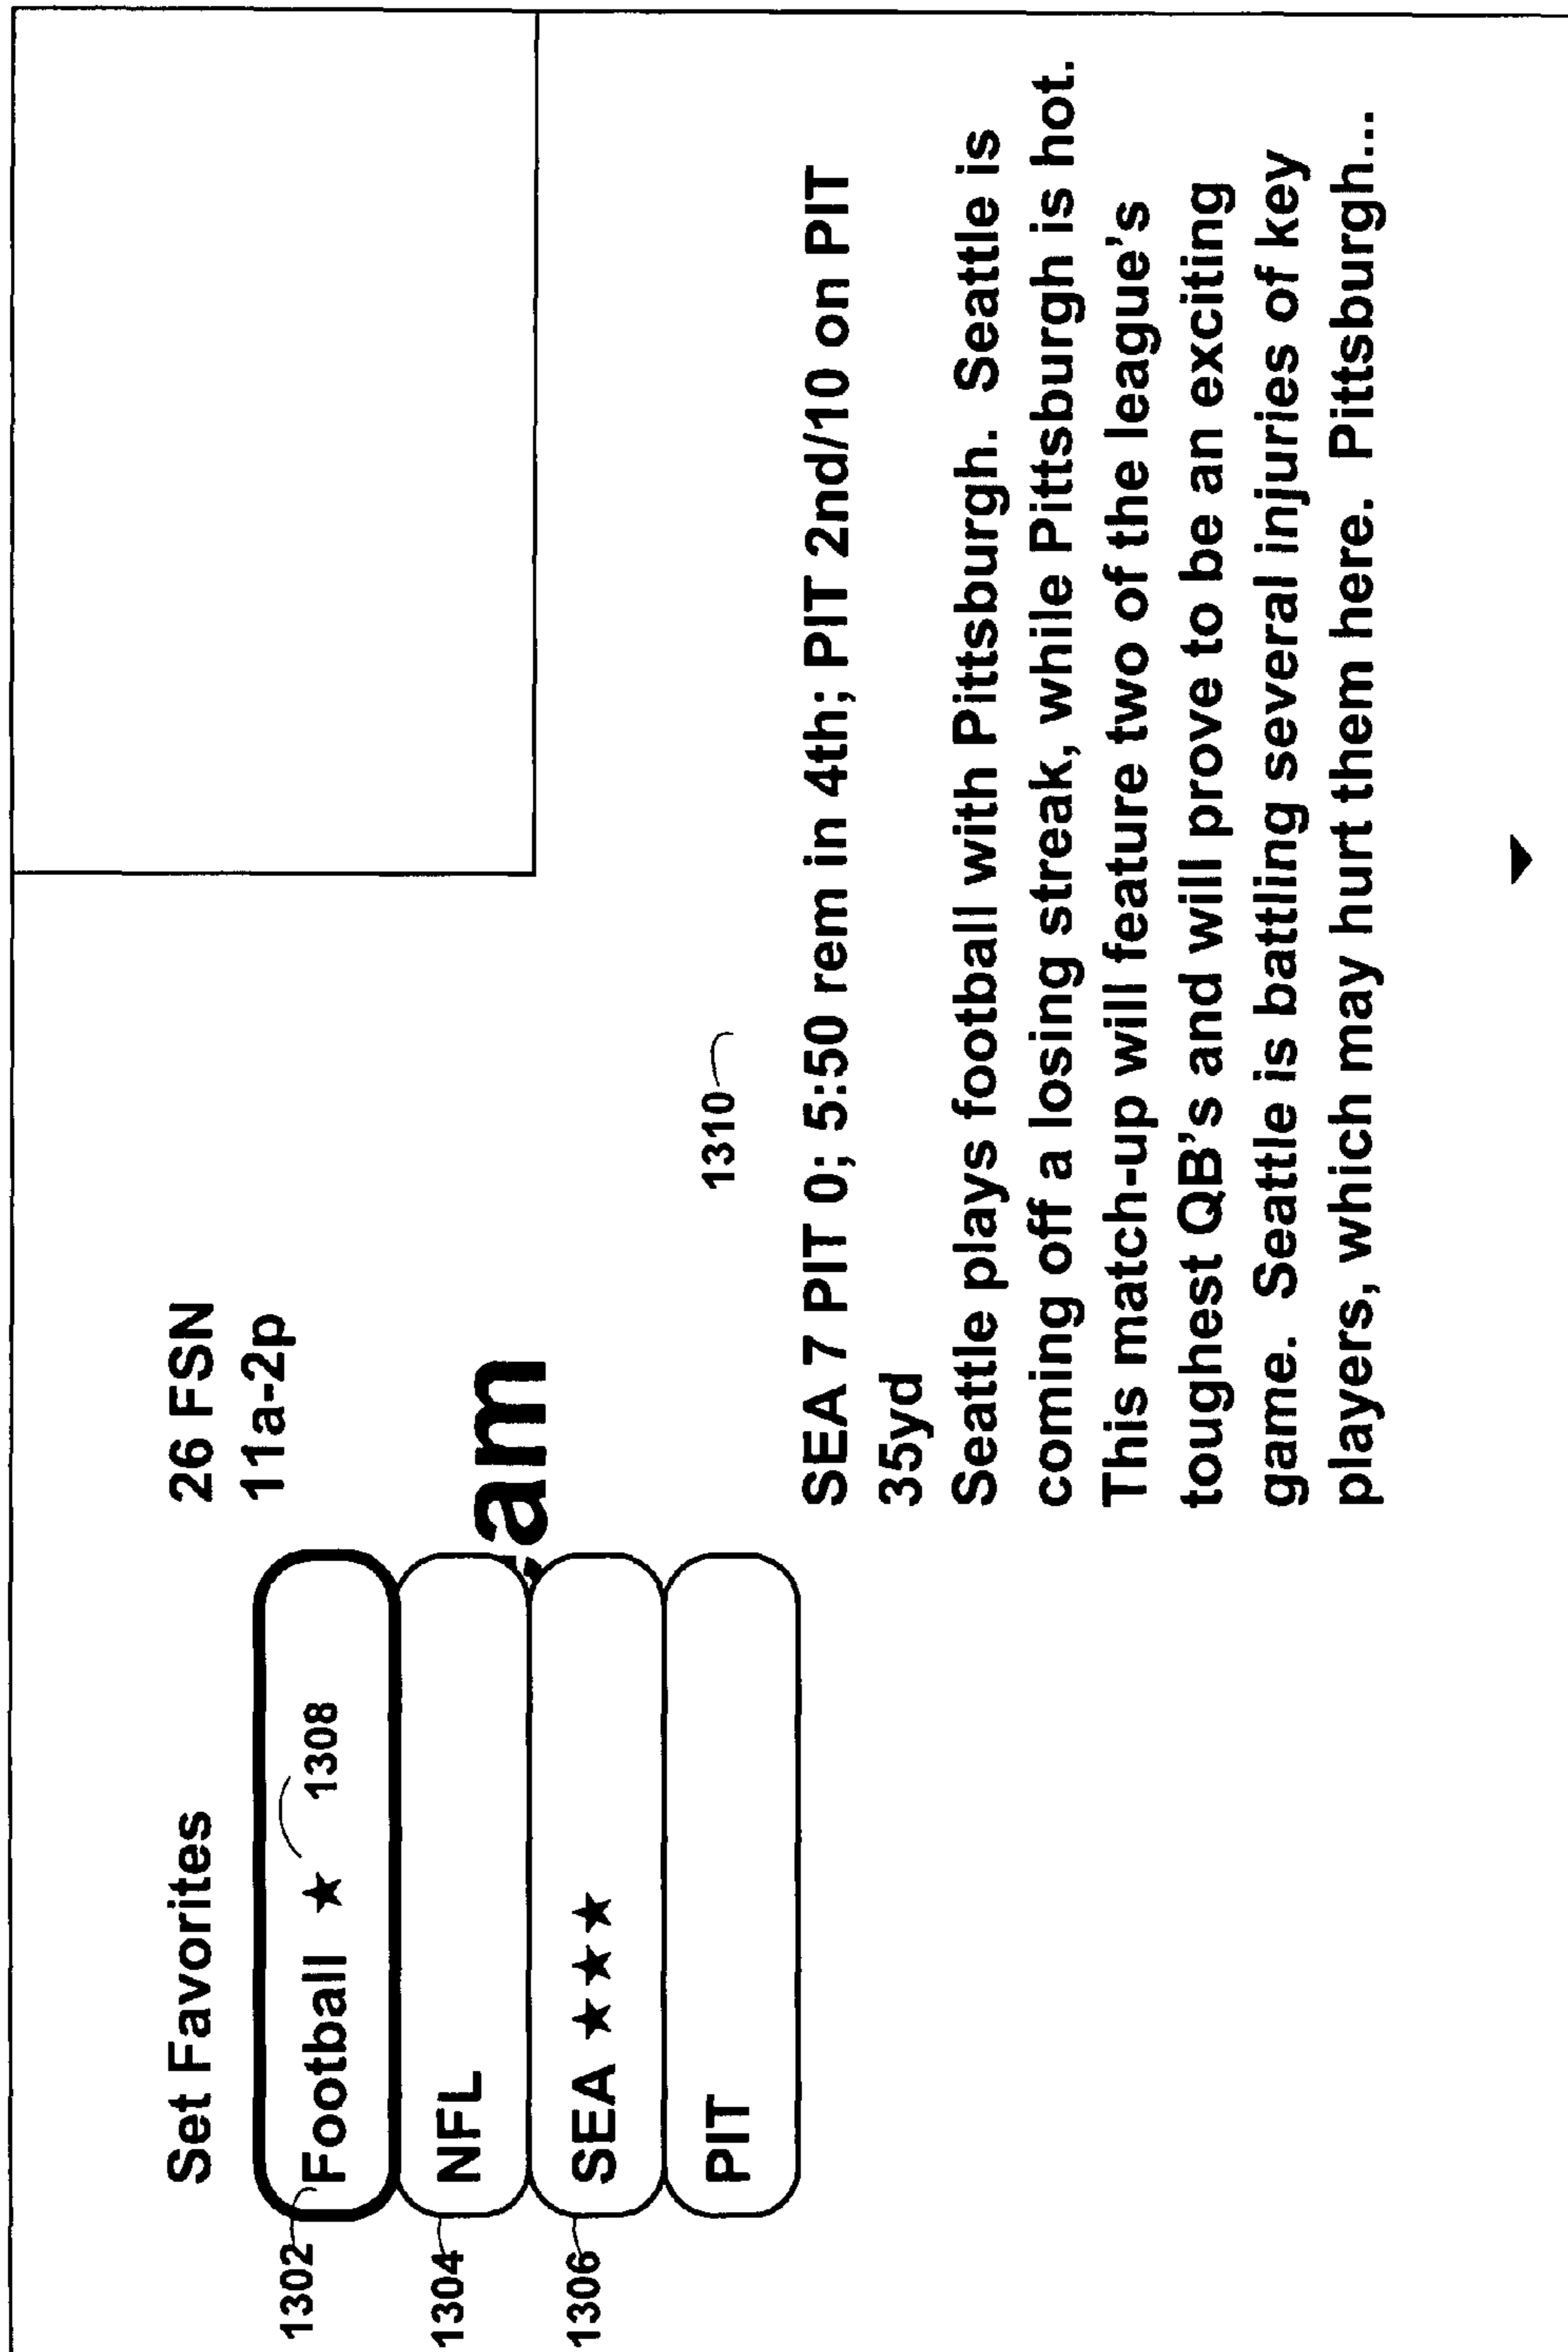 Set Favorites
26 FSN
11a-2p
1302
Football ★
1308
1304
NFL
am
1306
SEA ★★★
PIT
1310
SEA 7 PIT 0; 5:50 rem in 4th; PIT 2nd/10 on PIT
35yd
Seattle plays football with Pittsburgh. Seattle is
coming off a losing streak, while Pittsburgh is hot.
This match-up will feature two of the league's
toughest QB's and will prove to be an exciting
game. Seattle is battling several injuries of key
players, which may hurt them here. Pittsburgh...